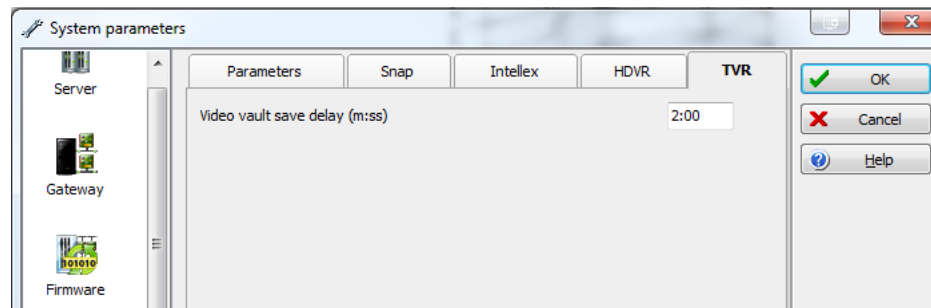 System parameters
Server
Gateway
101010
Firmware
Parameters Snap Intellex HDVR TVR
Video vault save delay (m:ss) 2:00
OK
Cancel
Help